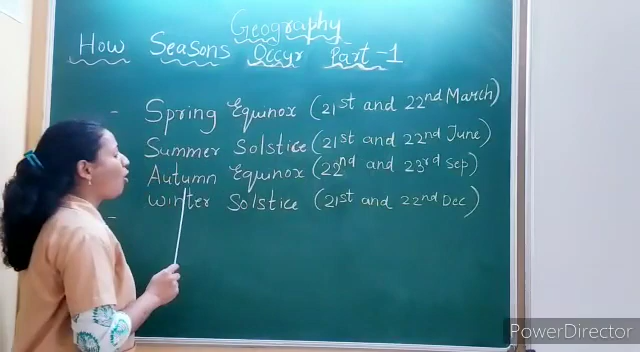 Geography
How Seasons Occur Part-1
- Spring Equinox (21st and 22nd March)
Summer Solstice (21st and 22nd June)
Autumn Equinox (22nd and 23rd Sep)
- Winter Solstice (21st and 22nd Dec)
PowerDirector